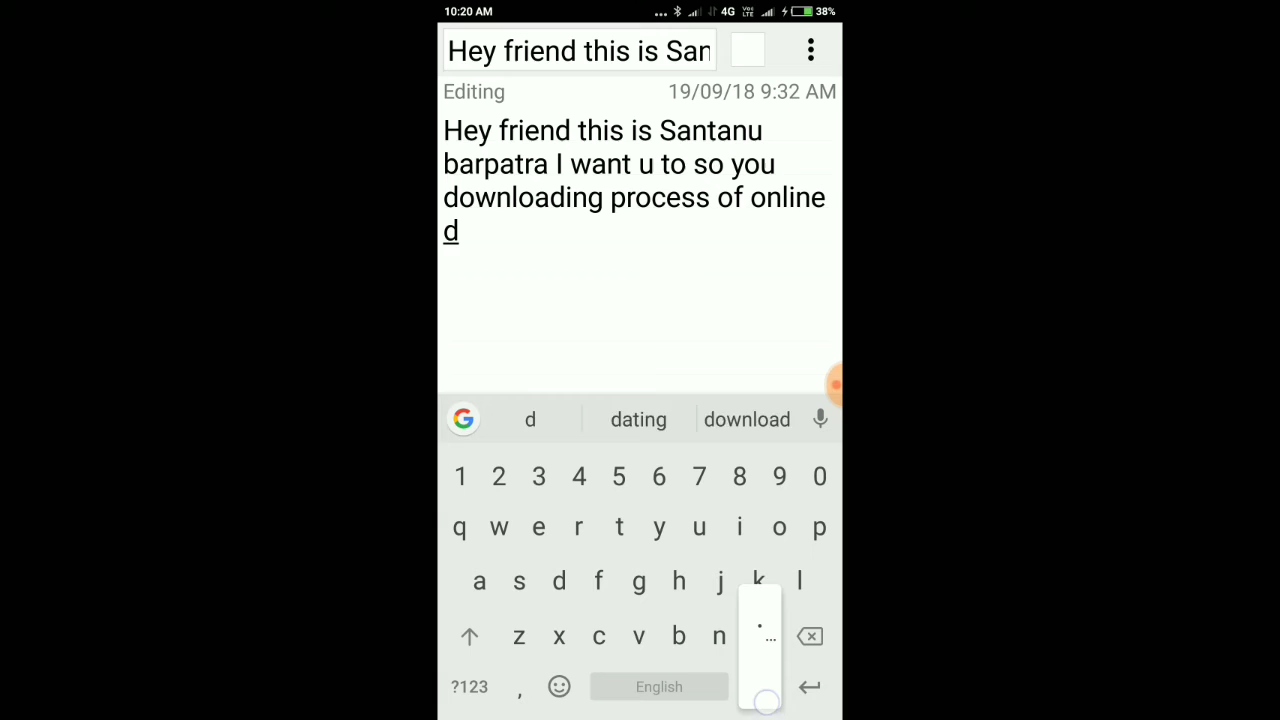 10:20 AM ... 4G Vo LTE 38%
Hey friend this is San
Editing 19/09/18 9:32 AM
Hey friend this is Santanu
barpatra I want u to so you
downloading process of online
d
G d dating download
1 2 3 4 5 6 7 8 9 0
q w e r t y u i o p
a s d f g h j k l
z x c v b n . ...
?123 , English